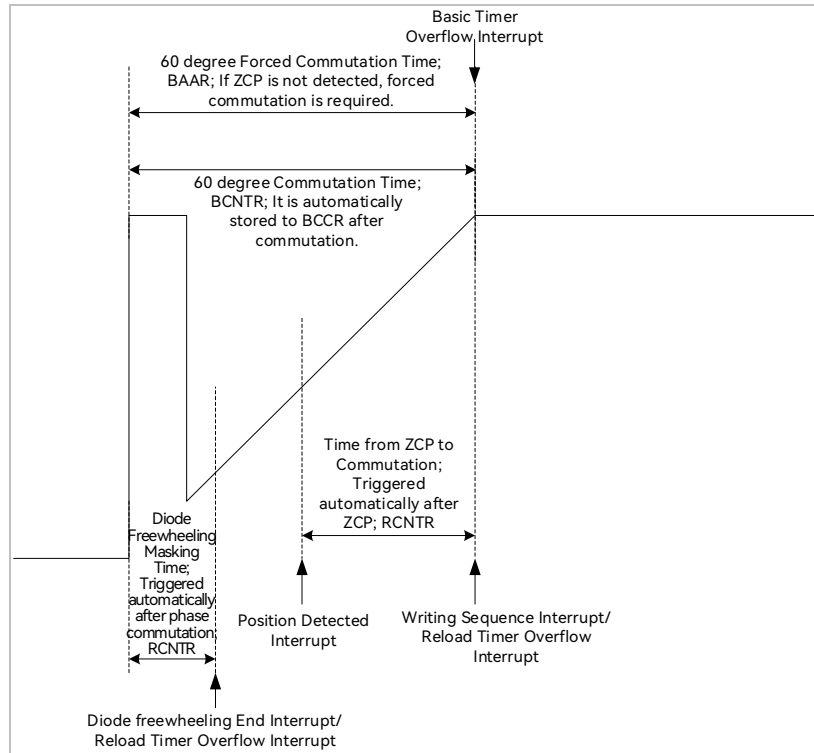 Basic Timer
Overflow Interrupt
60 degree Forced Commutation Time;
BAAR; If ZCP is not detected, forced
commutation is required.
60 degree Commutation Time;
BCNTR; It is automatically
stored to BCCR after
commutation.
Time from ZCP to
Commutation;
Triggered
automatically after
ZCP; RCNTR
Diode
Freewheeling
Masking
Time;
Triggered
automatically
after phase
commutation;
RCNTR
Position Detected
Interrupt
Writing Sequence Interrupt/
Reload Timer Overflow
Interrupt
Diode freewheeling End Interrupt/
Reload Timer Overflow Interrupt